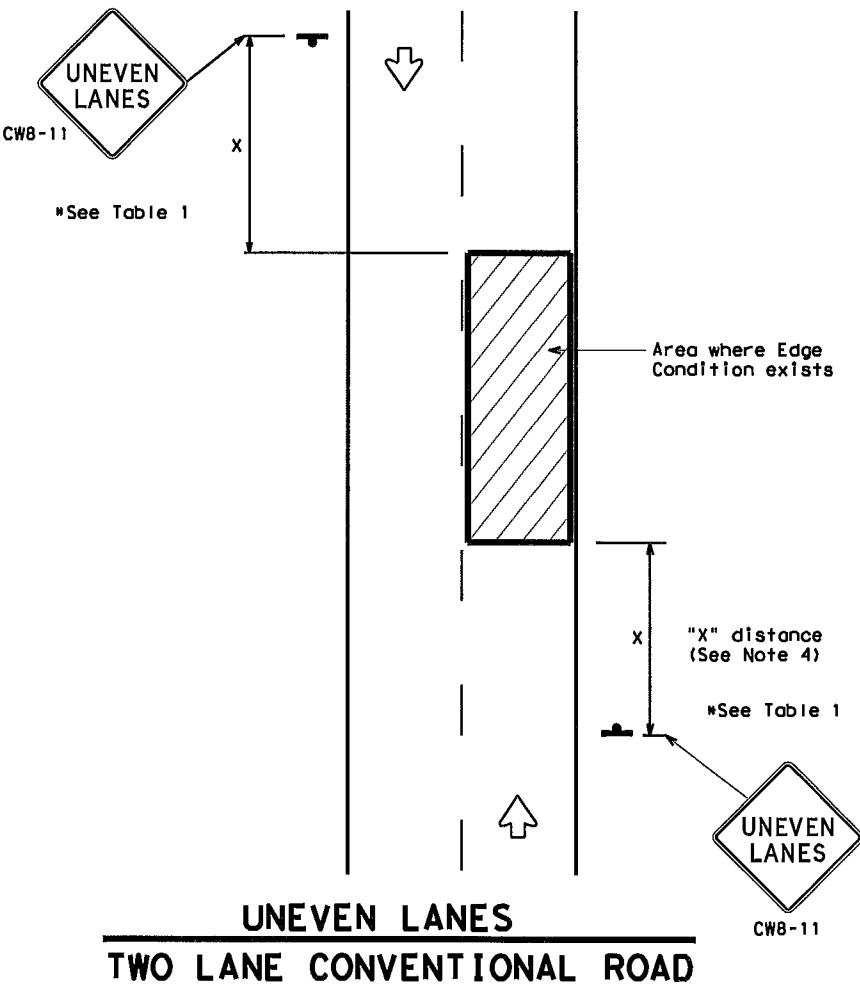 UNEVEN
LANES
CW8-11
X
*See Table 1
Area where Edge
Condition exists
X
"X" distance
(See Note 4)
*See Table 1
UNEVEN
LANES
CW8-11
UNEVEN LANES
TWO LANE CONVENTIONAL ROAD